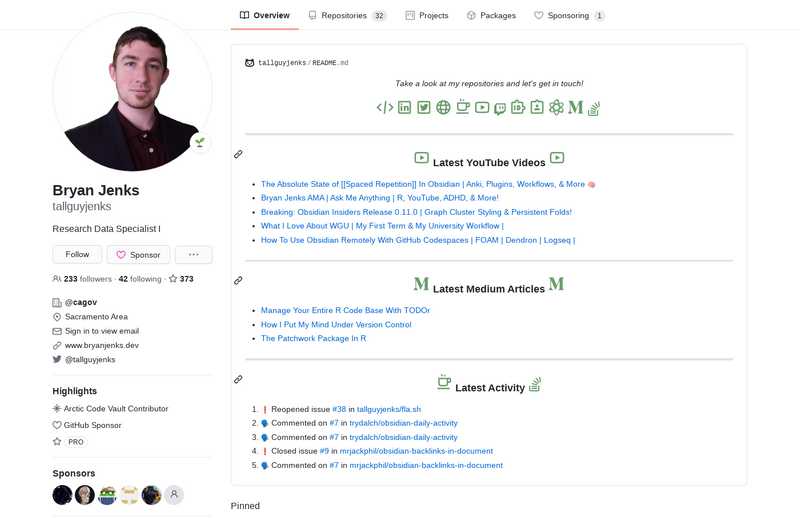 Overview
Repositories 32
Projects
Packages
Sponsoring 1
tallguyjenks/README.md
Take a look at my repositories and let's get in touch!
Latest YouTube Videos
The Absolute State of [[Spaced Repetition]] In Obsidian | Anki, Plugins, Workflows, & More 🧠
Bryan Jenks AMA | Ask Me Anything | R, YouTube, ADHD, & More!
Breaking: Obsidian Insiders Release 0.11.0 | Graph Cluster Styling & Persistent Folds!
What I Love About WGU | My First Term & My University Workflow |
How To Use Obsidian Remotely With GitHub Codespaces | FOAM | Dendron | Logseq |
M Latest Medium Articles M
Manage Your Entire R Code Base With TODOr
How I Put My Mind Under Version Control
The Patchwork Package In R
Latest Activity
1. ❗ Reopened issue #38 in tallguyjenks/fla.sh
2. 🗣 Commented on #7 in trydalch/obsidian-daily-activity
3. 🗣 Commented on #7 in trydalch/obsidian-daily-activity
4. ❗ Closed issue #9 in mrjackphil/obsidian-backlinks-in-document
5. 🗣 Commented on #7 in mrjackphil/obsidian-backlinks-in-document
Pinned
Bryan Jenks
tallguyjenks
Research Data Specialist I
Follow
Sponsor
...
233 followers · 42 following · 373
@cagov
Sacramento Area
Sign in to view email
www.bryanjenks.dev
@tallguyjenks
Highlights
Arctic Code Vault Contributor
GitHub Sponsor
PRO
Sponsors